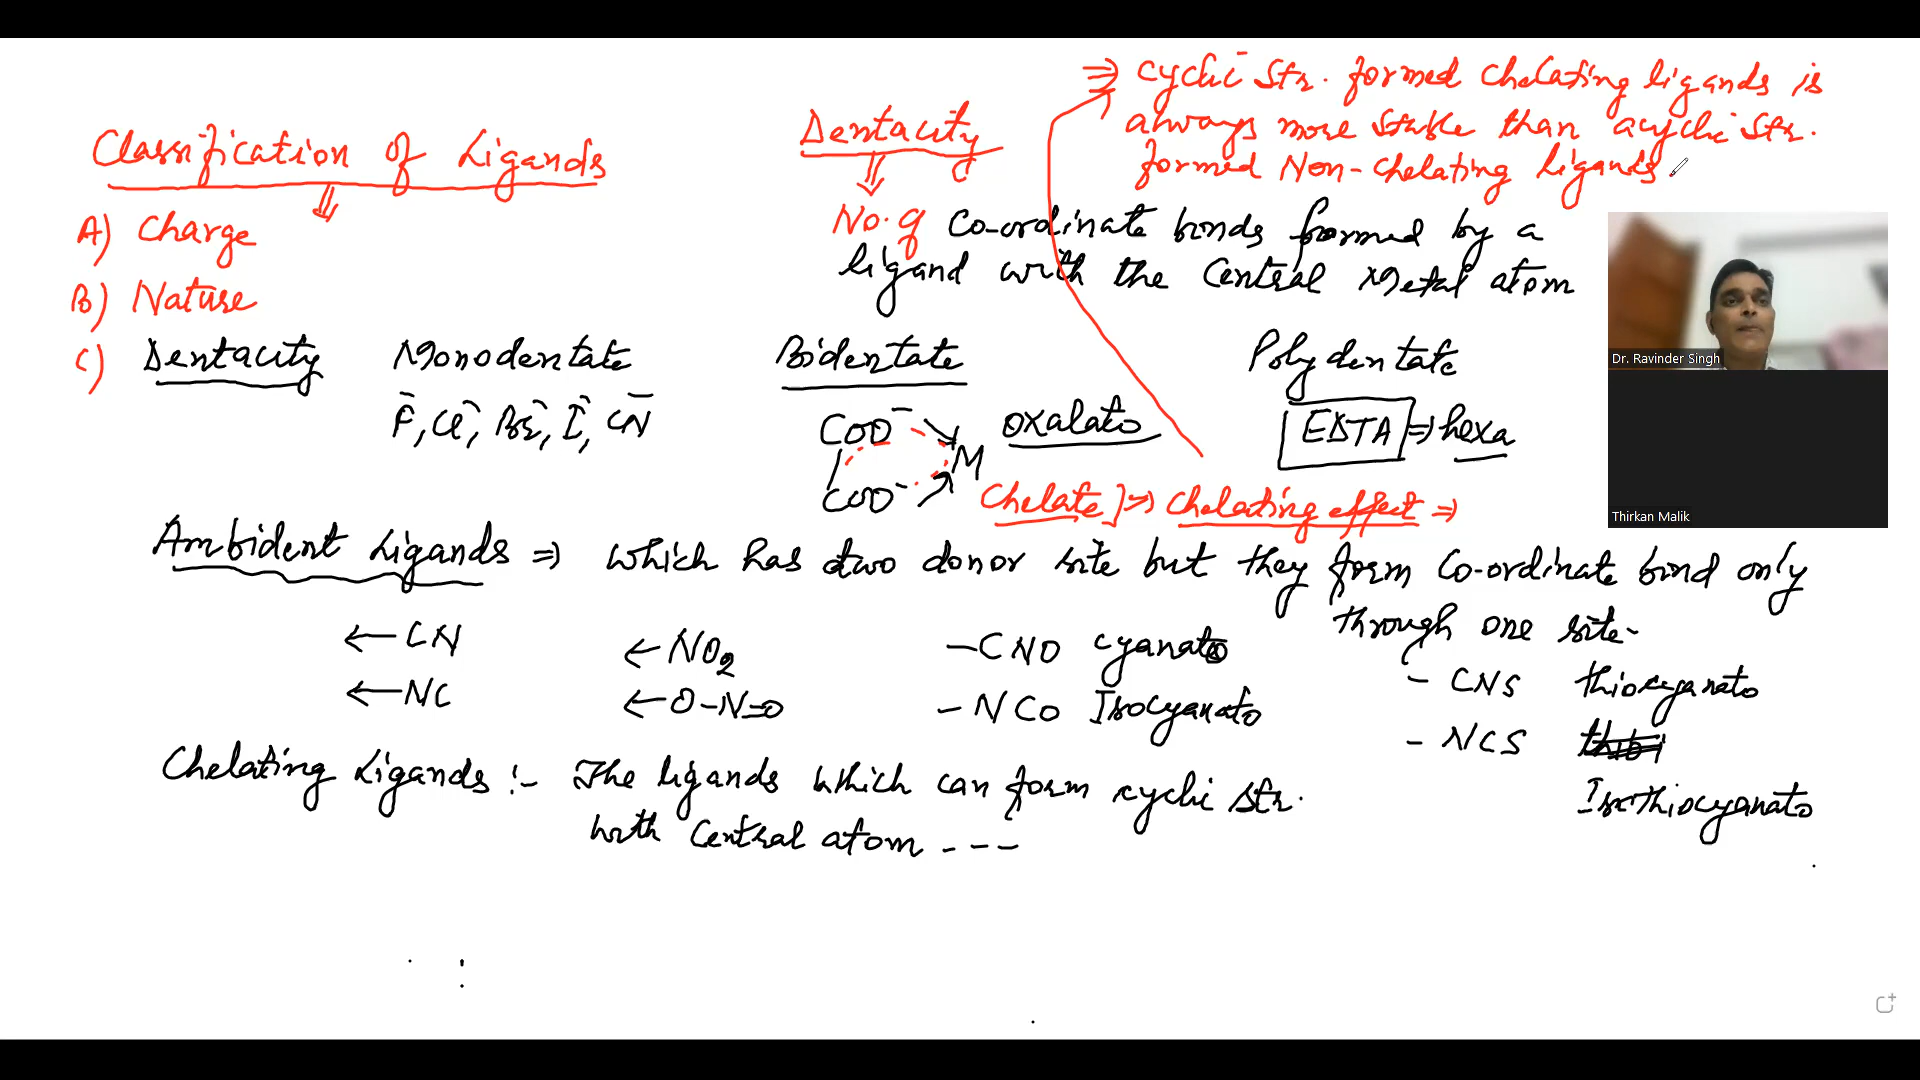 ⇒ cyclic str. formed chelating ligands is
always more stable than acyclic str.
formed Non-chelating ligands
Classification of Ligands
Dentacity
A) Charge
No. of Co-ordinate bonds formed by a
ligand with the Central Metal atom
B) Nature
C) Dentacity Monodentate Bidentate Polydentate
F⁻, Cl⁻, Br⁻, I⁻, CN⁻
COO⁻ M oxalato
COO⁻
EDTA ⇒ hexa
Chelate] → Chelating effect ⇒
Dr. Ravinder Singh
Thirkan Malik
Ambident Ligands ⇒ which has two donor site but they form Co-ordinate bond only
through one site-
← CN ← NO₂ – CNO cyanato – CNS thiocyanato
← NC ← O-N=O – NCO Isocyanato – NCS
Isothiocyanato
Chelating Ligands :- The ligands which can form cyclic str.
with Central atom ---